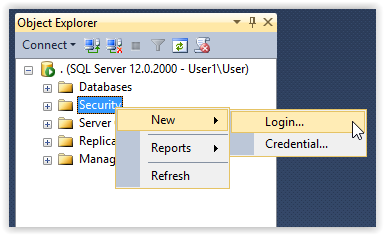 Object Explorer
Connect
. (SQL Server 12.0.2000 - User1\User)
Databases
Security
New
Login...
Server
Credential...
Replica
Reports
Manag
Refresh